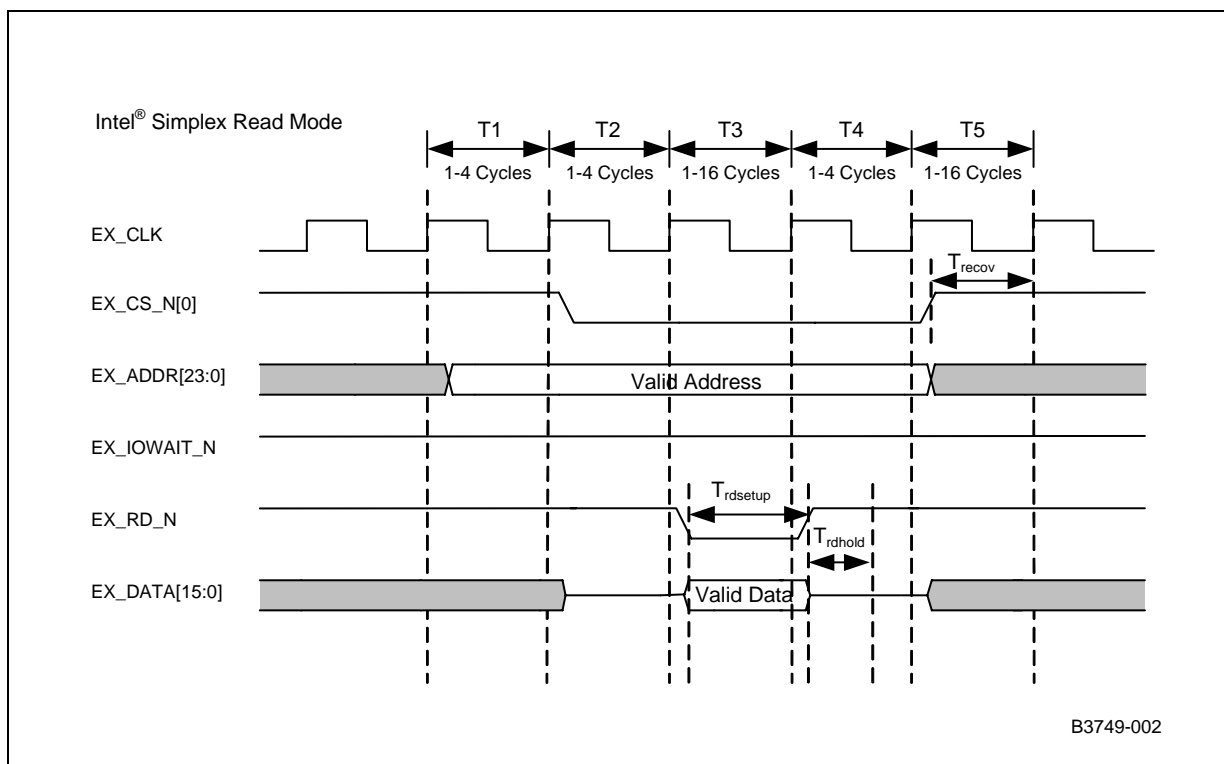 Intel® Simplex Read Mode
T1 T2 T3 T4 T5
1-4 Cycles 1-4 Cycles 1-16 Cycles 1-4 Cycles 1-16 Cycles
EX_CLK
Trecov
EX_CS_N[0]
EX_ADDR[23:0]
Valid Address
EX_IOWAIT_N
Trdsetup
EX_RD_N
Trdhold
EX_DATA[15:0]
Valid Data
B3749-002